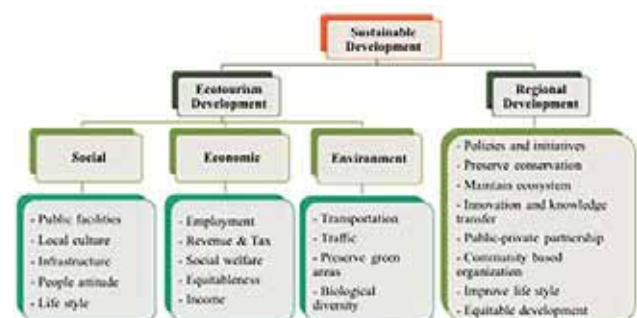 Sustainable
Development
Ecotourism
Development
Regional
Development
Social
Economic
Environment
- Public facilities
- Local culture
- Infrastructure
- People attitude
- Life style
- Employment
- Revenue & Tax
- Social welfare
- Equitableness
- Income
- Transportation
- Traffic
- Preserve green
areas
- Biological
diversity
- Policies and initiatives
- Preserve conservation
- Maintain ecosystem
- Innovation and knowledge
transfer
- Public-private partnership
- Community based
organization
- Improve life style
- Equitable development